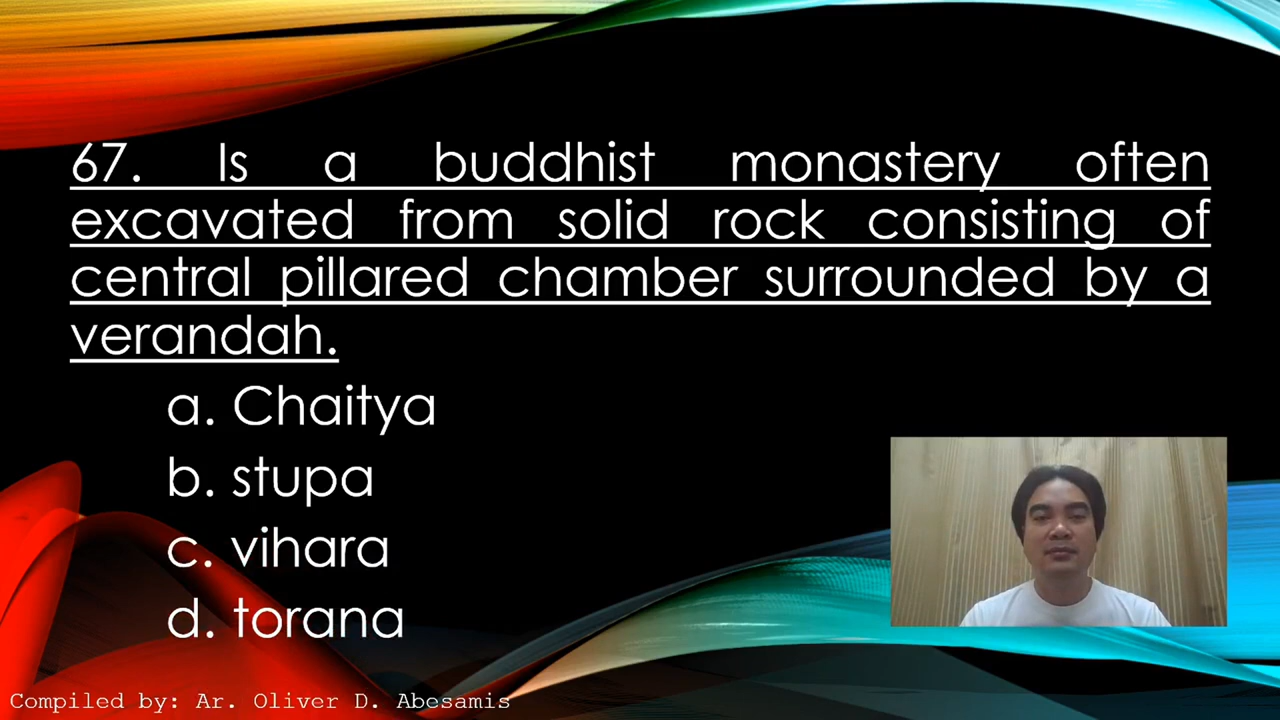 67. Is a buddhist monastery often
excavated from solid rock consisting of
central pillared chamber surrounded by a
verandah.
a. Chaitya
b. stupa
c. vihara
d. torana
Compiled by: Ar. Oliver D. Abesamis